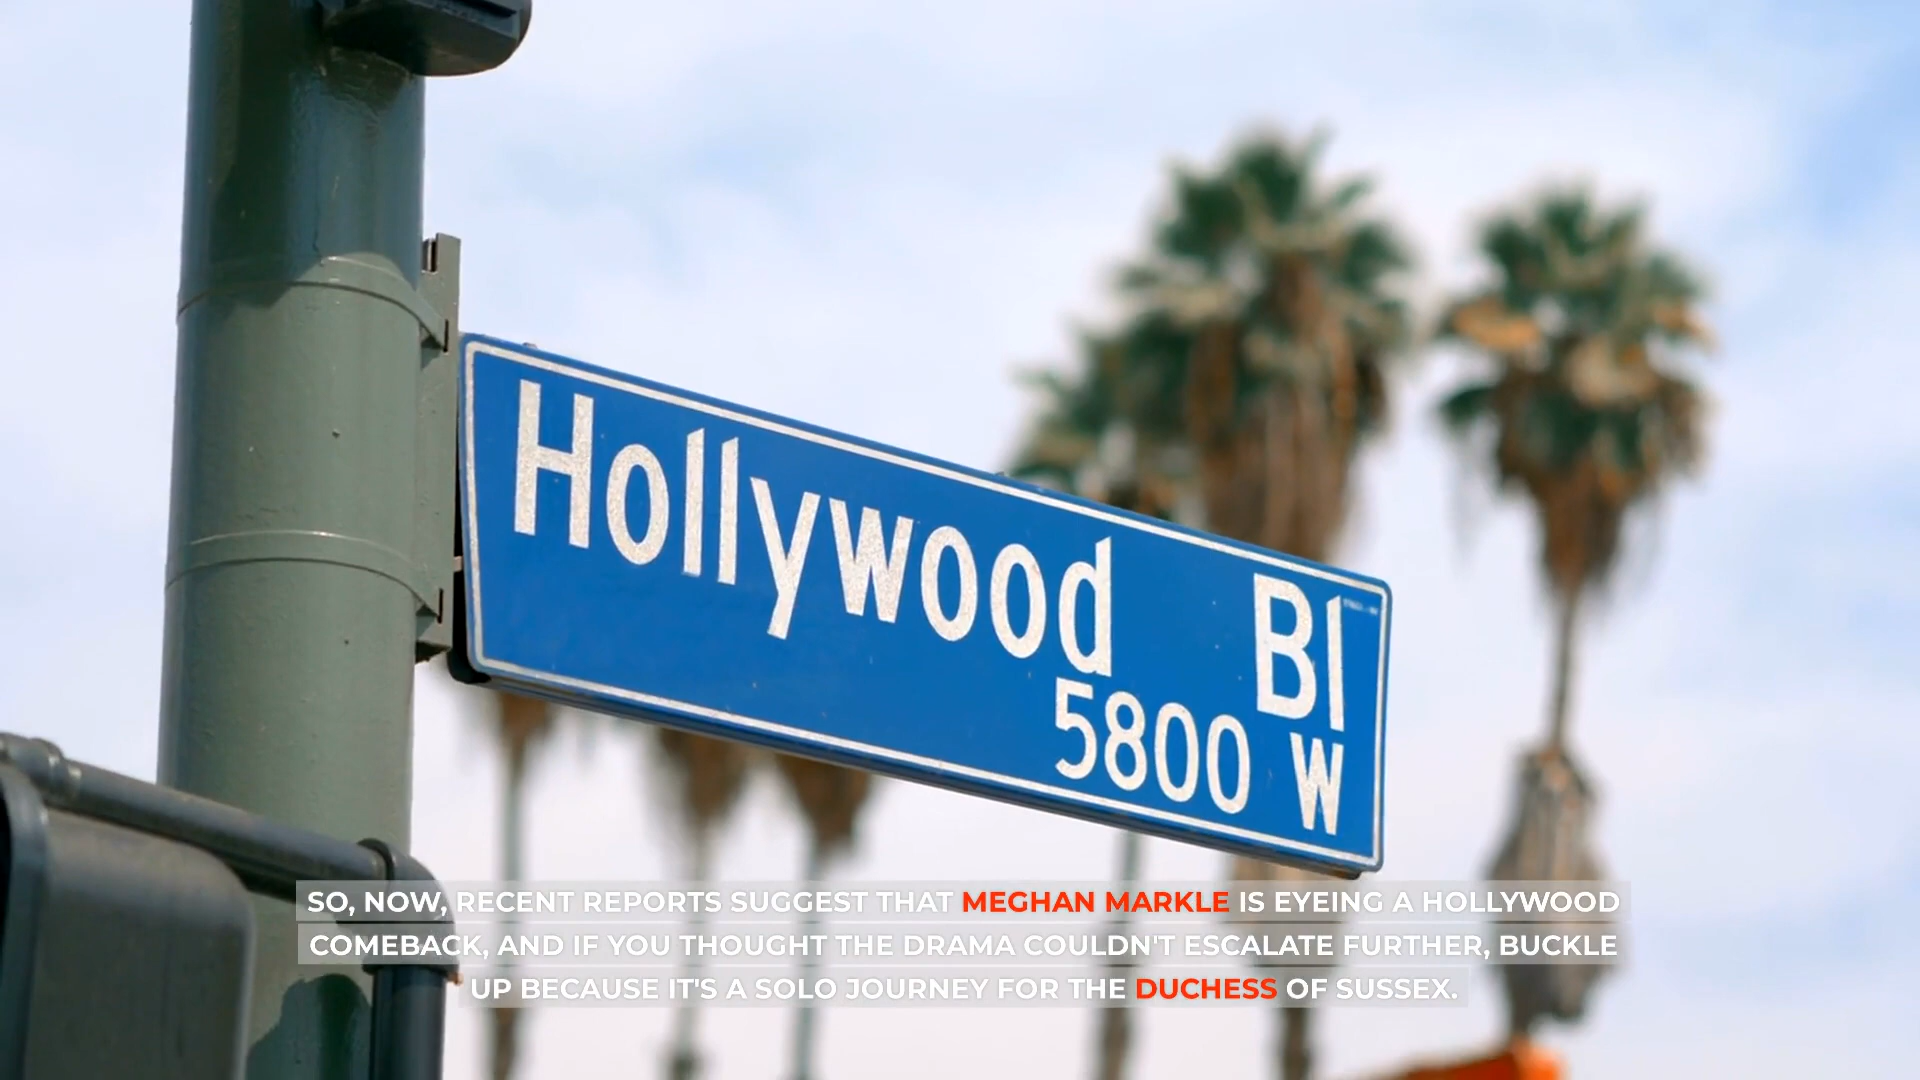 Hollywood Bl
5800 W
SO, NOW, RECENT REPORTS SUGGEST THAT MEGHAN MARKLE IS EYEING A HOLLYWOOD
COMEBACK, AND IF YOU THOUGHT THE DRAMA COULDN'T ESCALATE FURTHER, BUCKLE
UP BECAUSE IT'S A SOLO JOURNEY FOR THE DUCHESS OF SUSSEX.